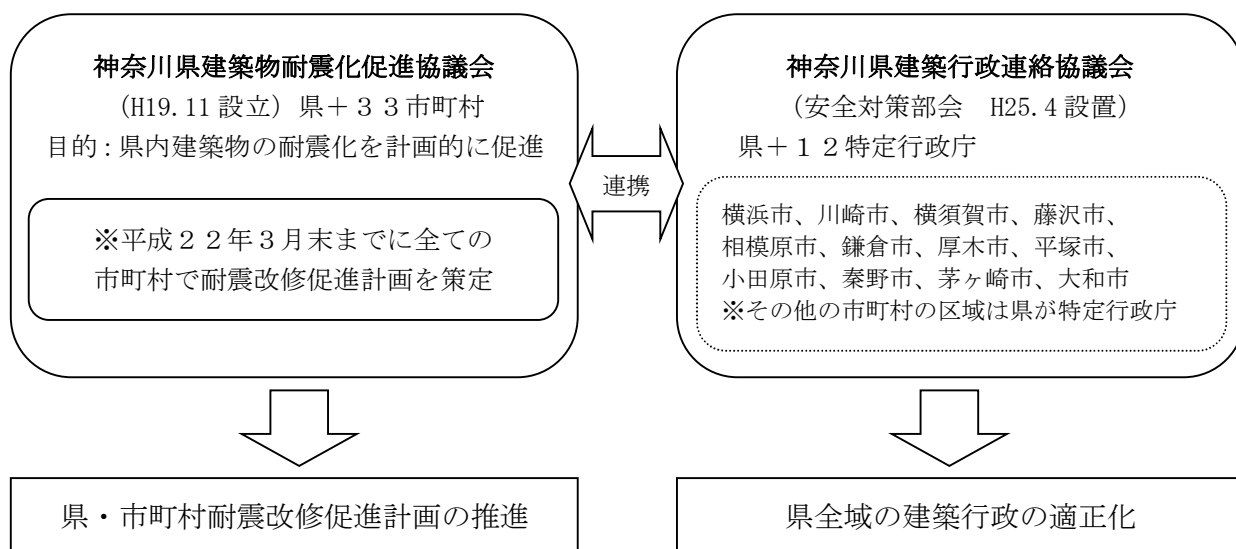 神奈川県建築物耐震化促進協議会
(H19.11 設立) 県+33市町村
目的:県内建築物の耐震化を計画的に促進
※平成22年3月末までに全ての
市町村で耐震改修促進計画を策定
連携
神奈川県建築行政連絡協議会
(安全対策部会 H25.4 設置)
県+12特定行政庁
横浜市、川崎市、横須賀市、藤沢市、
相模原市、鎌倉市、厚木市、平塚市、
小田原市、秦野市、茅ヶ崎市、大和市
※その他の市町村の区域は県が特定行政庁
県・市町村耐震改修促進計画の推進
県全域の建築行政の適正化